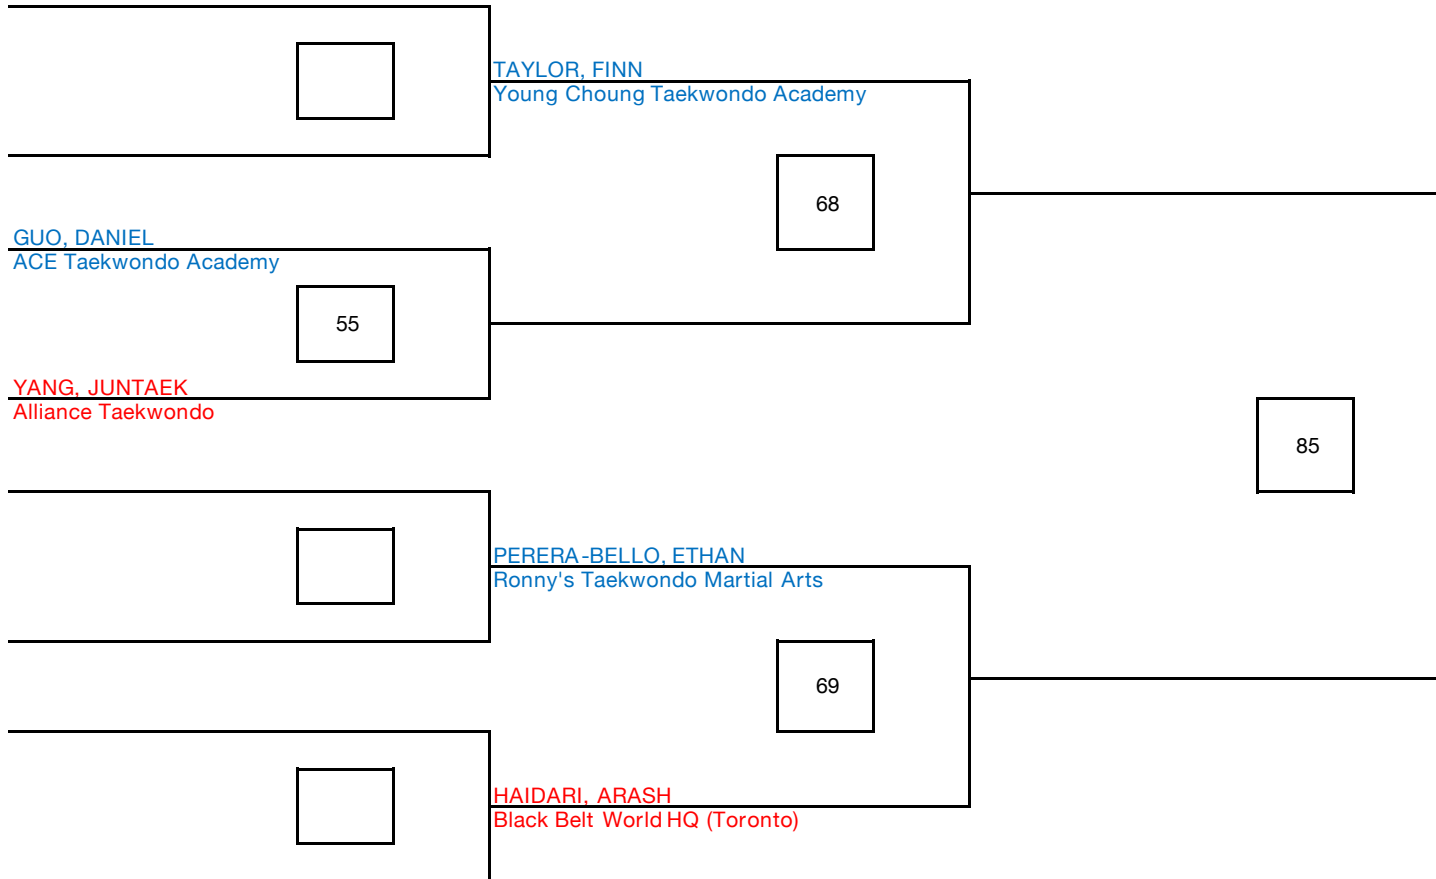 TAYLOR, FINN
Young Choung Taekwondo Academy
68
GUO, DANIEL
ACE Taekwondo Academy
55
YANG, JUNTAEK
Alliance Taekwondo
85
PERERA-BELLO, ETHAN
Ronny's Taekwondo Martial Arts
69
HAIDARI, ARASH
Black Belt World HQ (Toronto)